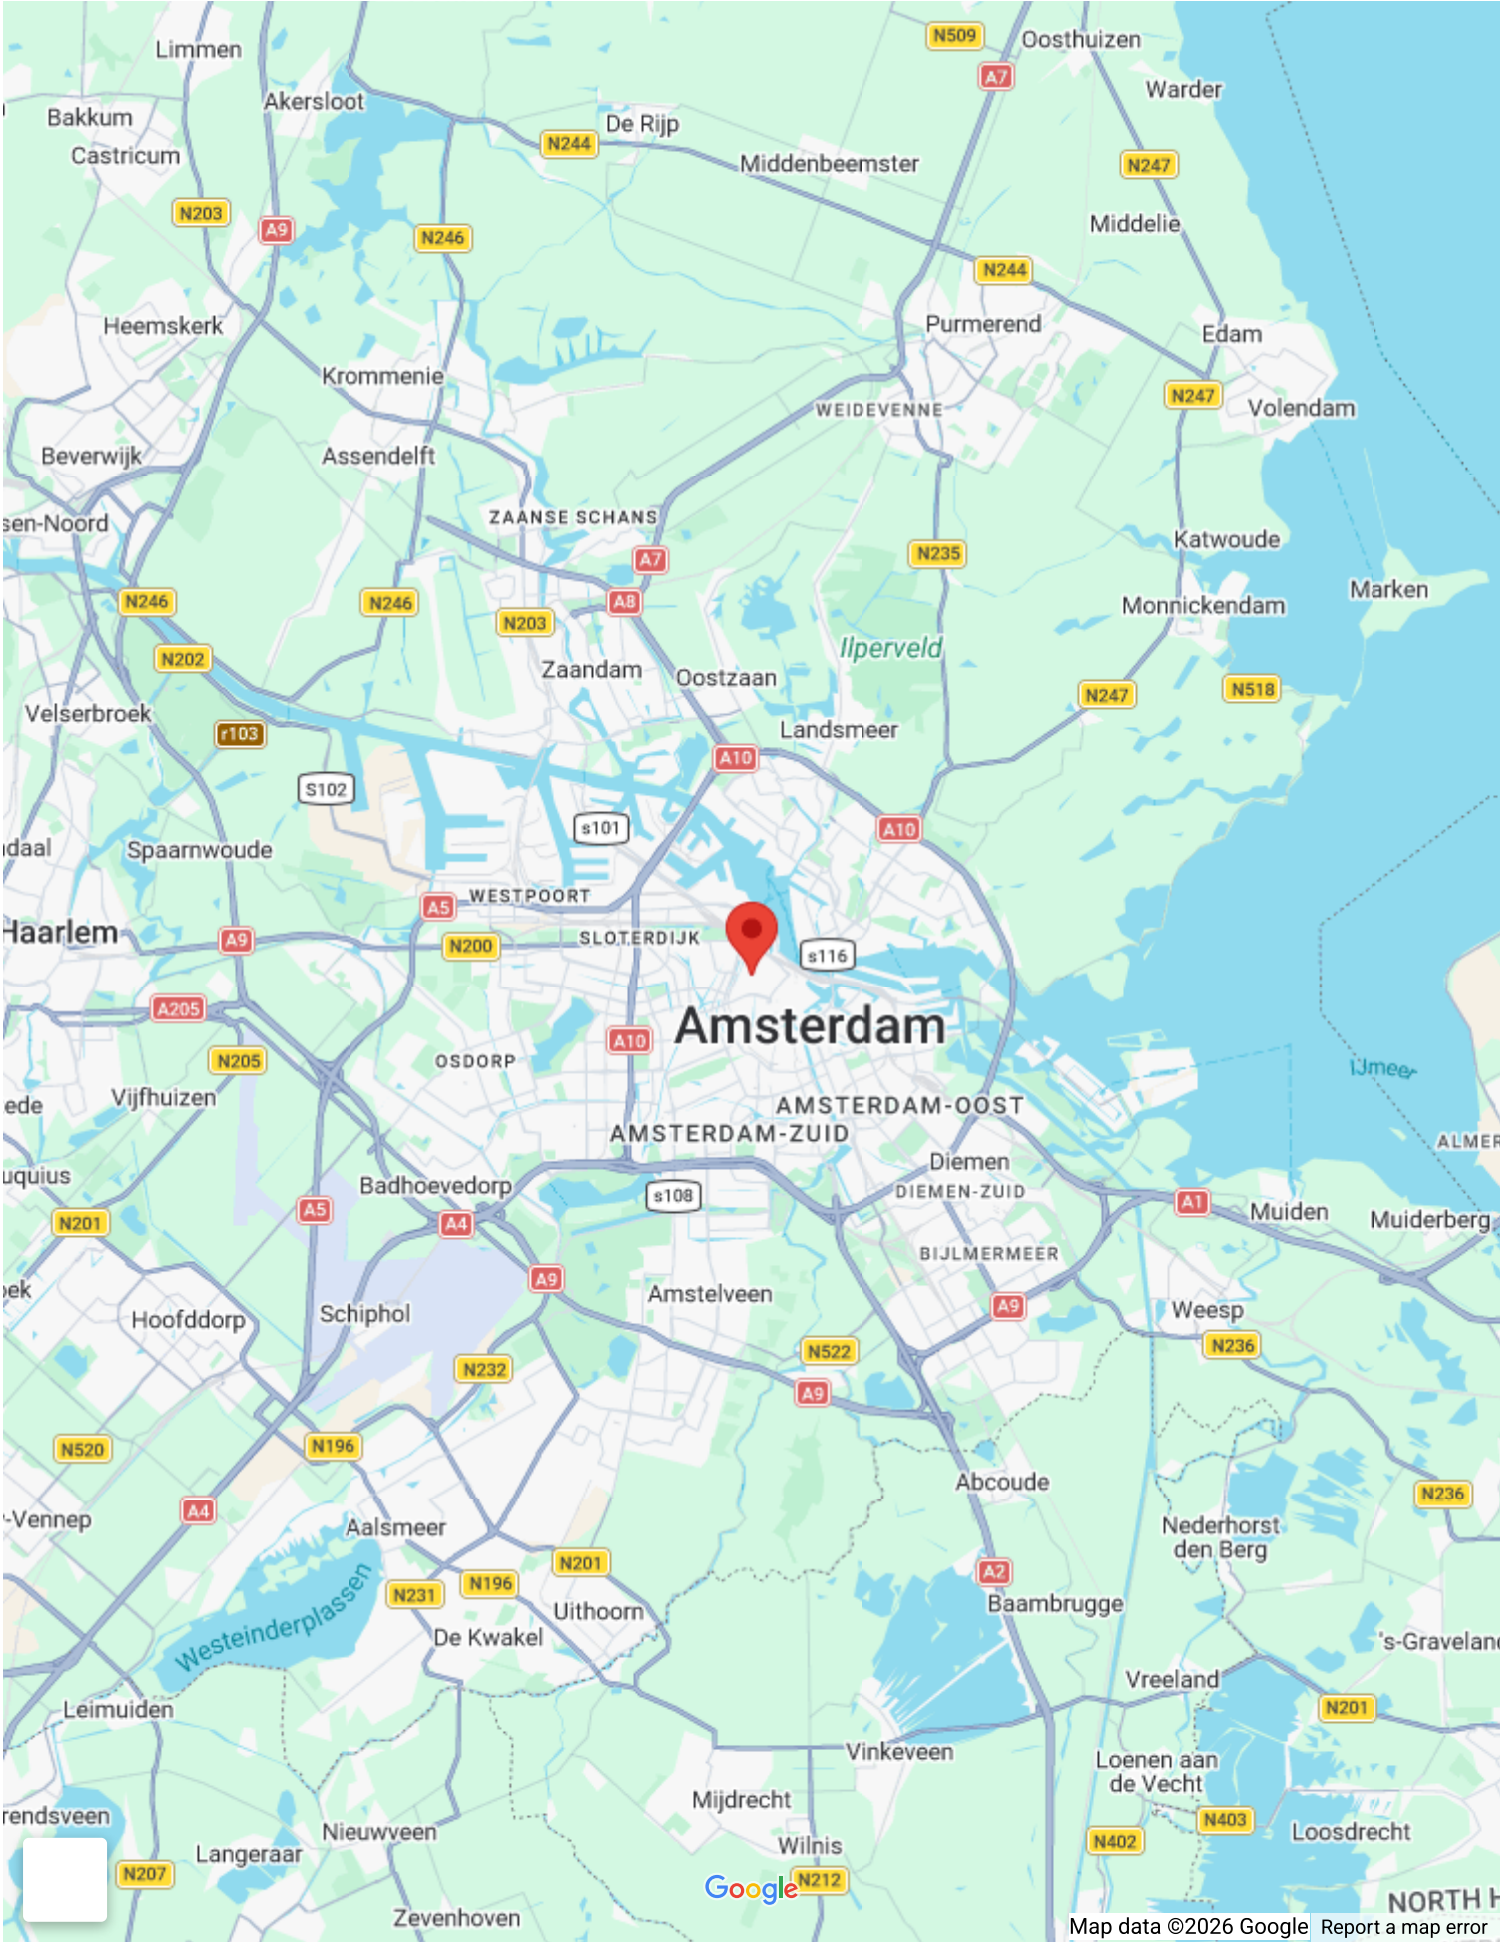 N509
Oosthuizen
Limmen
A7
Warder
Akersloot
Bakkum
De Rijp
N244
Castricum
Middenbeemster
N247
N203
A9
N246
Middelie
N244
Heemskerk
Purmerend
Edam
Krommenie
N247
WEIDEVENNE
Volendam
Beverwijk
Assendelft
ZAANSE SCHANS
sen-Noord
Katwoude
A7
N235
Marken
N246
N246
A8
Monnickendam
N203
Ilperveld
N202
Zaandam
Oostzaan
N247
N518
Velserbroek
r103
Landsmeer
A10
S102
s101
A10
ndaal
Spaarnwoude
WESTPOORT
A5
Haarlem
A9
N200
SLOTERDIJK
s116
A205
Amsterdam
A10
N205
OSDORP
IJmeer
Vijfhuizen
ede
AMSTERDAM-OOST
AMSTERDAM-ZUID
ALMER
Diemen
uquius
Badhoevedorp
s108
DIEMEN-ZUID
A1
N201
A5
A4
Muiden
Muiderberg
BIJLMERMEER
A9
oek
Amstelveen
A9
Hoofddorp
Schiphol
Weesp
N522
N236
N232
A9
N520
N196
Abcoude
N236
A4
-Vennep
Aalsmeer
Nederhorst
den Berg
N201
A2
N196
N231
Baambrugge
Westeinderplassen
Uithoorn
De Kwakel
's-Graveland
Vreeland
Leimuiden
N201
Vinkeveen
Loenen aan
de Vecht
Mijdrecht
rendsveen
N403
Nieuwveen
Loosdrecht
N402
Wilnis
Langeraar
N207
Google
N212
NORTH H
Zevenhoven
Map data ©2026 Google
Report a map error